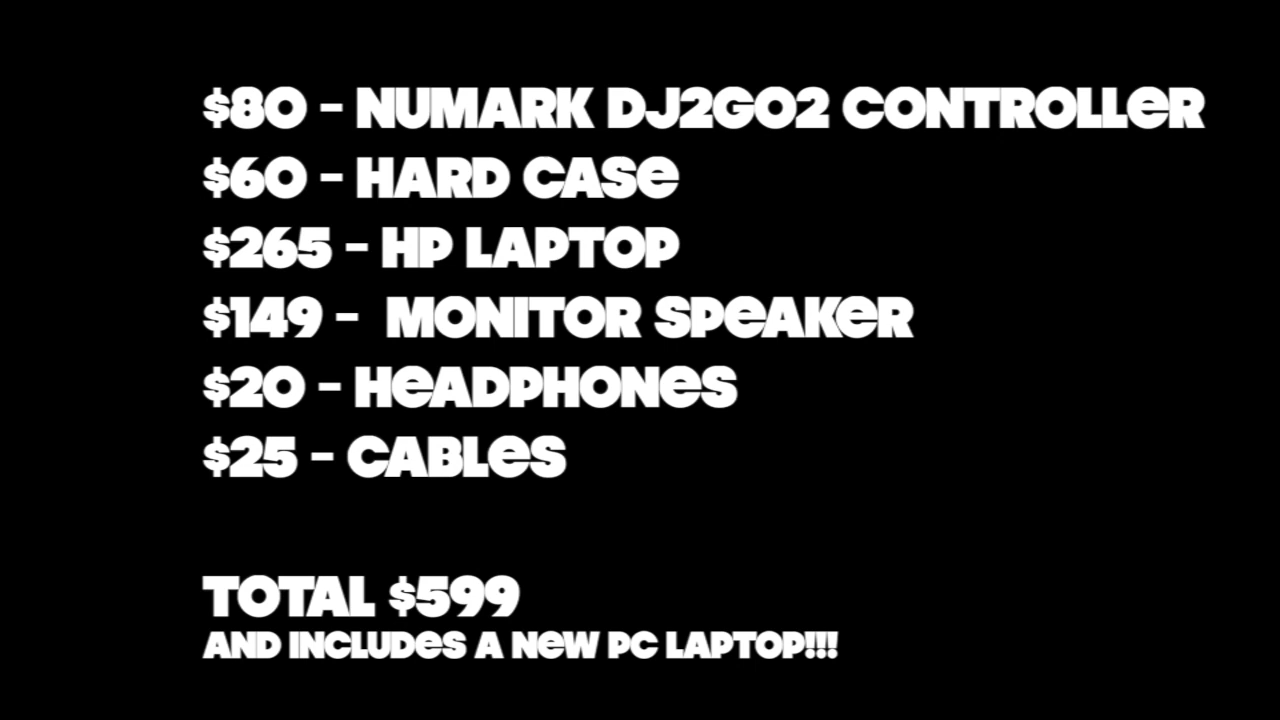 $80 - NUMARK DJ2GO2 CONTROLLER
$60 - HARD CASE
$265 - HP LAPTOP
$149 - MONITOR SPEAKER
$20 - HEADPHONES
$25 - CABLES
TOTAL $599
AND INCLUDES A NEW PC LAPTOP!!!